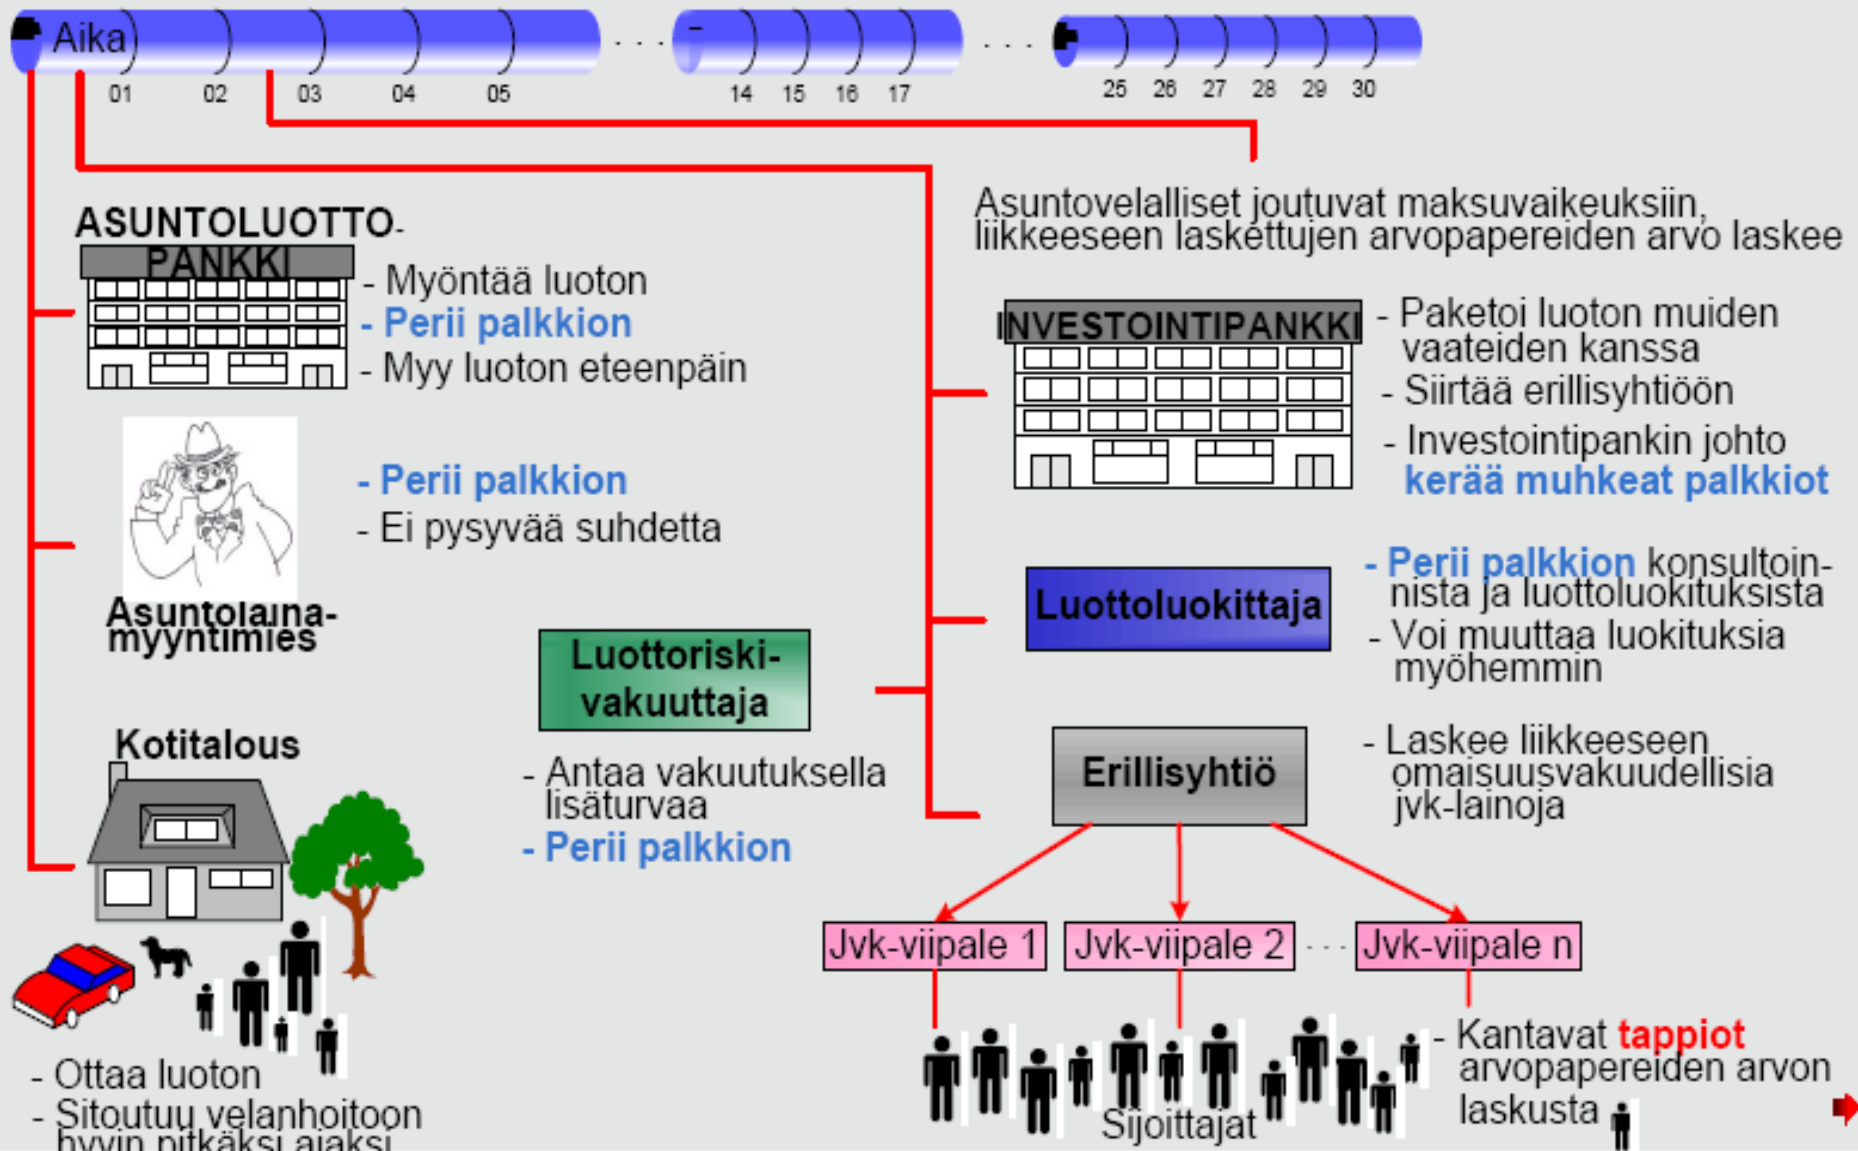 Aika
01 02 03 04 05 14 15 16 17 25 26 27 28 29 30
ASUNTOLUOTTO-
PANKKI
- Myöntää luoton
- Perii palkkion
- Myy luoton eteenpäin
- Perii palkkion
- Ei pysyvää suhdetta
Asuntolaina-
myyntimies
Kotitalous
- Ottaa luoton
- Sitoutuu velanhoitoon
hyvin pitkäksi ajaksi
Luottoriski-
vakuuttaja
- Antaa vakuutuksella
lisäturvaa
- Perii palkkion
Asuntovelalliset joutuvat maksuvaikeuksiin,
liikkeeseen laskettujen arvopapereiden arvo laskee
INVESTOINTIPANKKI
- Paketoi luoton muiden
vaateiden kanssa
- Siirtää erillisyhtiöön
- Investointipankin johto
kerää muhkeat palkkiot
Luottoluokittaja
- Perii palkkion konsultoin-
nista ja luottoluokituksista
- Voi muuttaa luokituksia
myöhemmin
Erillisyhtiö
- Laskee liikkeeseen
omaisuusvakuudellisia
jvk-lainoja
Jvk-viipale 1
Jvk-viipale 2
Jvk-viipale n
Sijoittajat
- Kantavat tappiot
arvopapereiden arvon
laskusta